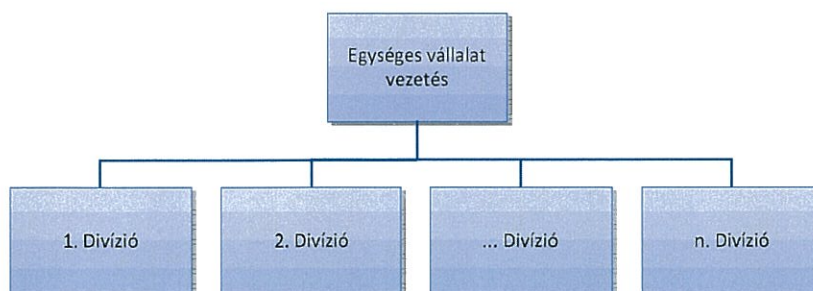 Egységes vállalat
vezetés
1. Divízió
2. Divízió
... Divízió
n. Divízió